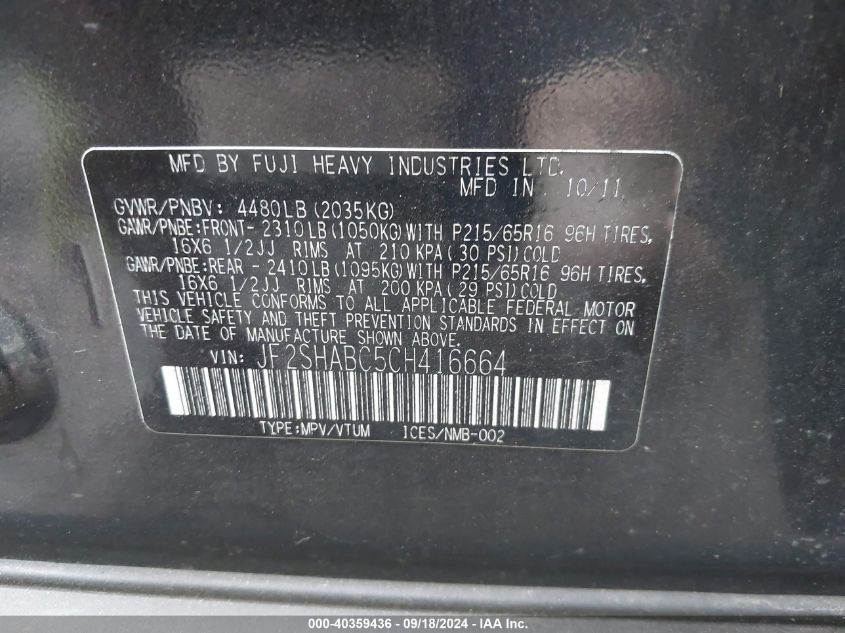 MFD BY FUJI HEAVY INDUSTRIES LTD.
MFD IN 10/11
GVWR/PNBV: 4480LB (2035KG)
GAWR/PNBE:FRONT- 2310LB (1050KG) WITH P215/65R16 96H TIRES,
16X6 1/2JJ RIMS AT 210 KPA (30 PSI) COLD
GAWR/PNBE:REAR - 2410LB (1095KG) WITH P215/65R16 96H TIRES,
16X6 1/2JJ RIMS AT 200 KPA (29 PSI) COLD
THIS VEHICLE CONFORMS TO ALL APPLICABLE FEDERAL MOTOR
VEHICLE SAFETY AND THEFT PREVENTION STANDARDS IN EFFECT ON
THE DATE OF MANUFACTURE SHOWN ABOVE.
VIN: JF2SHABC5CH416664
TYPE:MPV/VTUM ICES/NMB-002
000-40359436 - 09/18/2024 - IAA Inc.